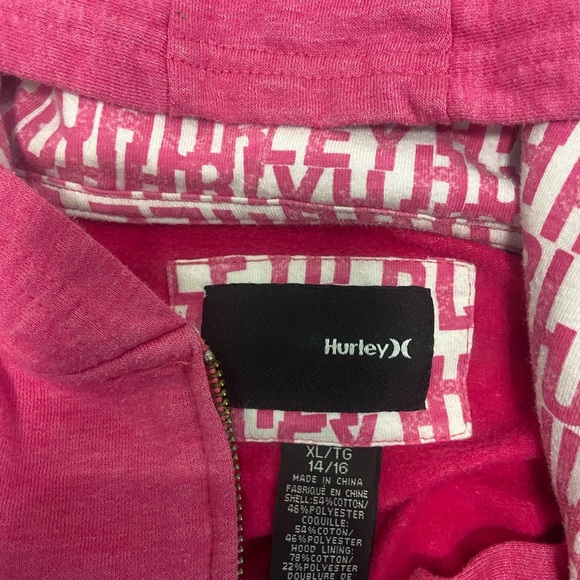 Hurley
XL/TG
14/16
MADE IN CHINA
FABRIQUÉ EN CHINE
SHELL:54%COTTON/
46%POLYESTER
COQUILLE:
54%COTON/
46%POLYESTER
HOOD LINING:
78%COTTON/
22%POLYESTER
DOUBLURE DE